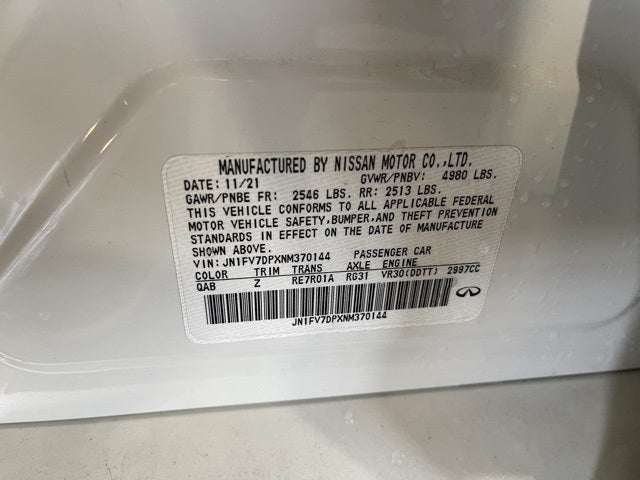 MANUFACTURED BY NISSAN MOTOR CO.,LTD.
DATE: 11/21 GVWR/PNBV: 4980 LBS.
GAWR/PNBE FR: 2546 LBS. RR: 2513 LBS.
THIS VEHICLE CONFORMS TO ALL APPLICABLE FEDERAL
MOTOR VEHICLE SAFETY,BUMPER,AND THEFT PREVENTION
STANDARDS IN EFFECT ON THE DATE OF MANUFACTURE
SHOWN ABOVE.
VIN: JN1FV7DPXNM370144 PASSENGER CAR
COLOR TRIM TRANS AXLE ENGINE
QAB Z RE7R01A RG31 VR30(DDTT) 2997CC
JN1FV7DPXNM370144